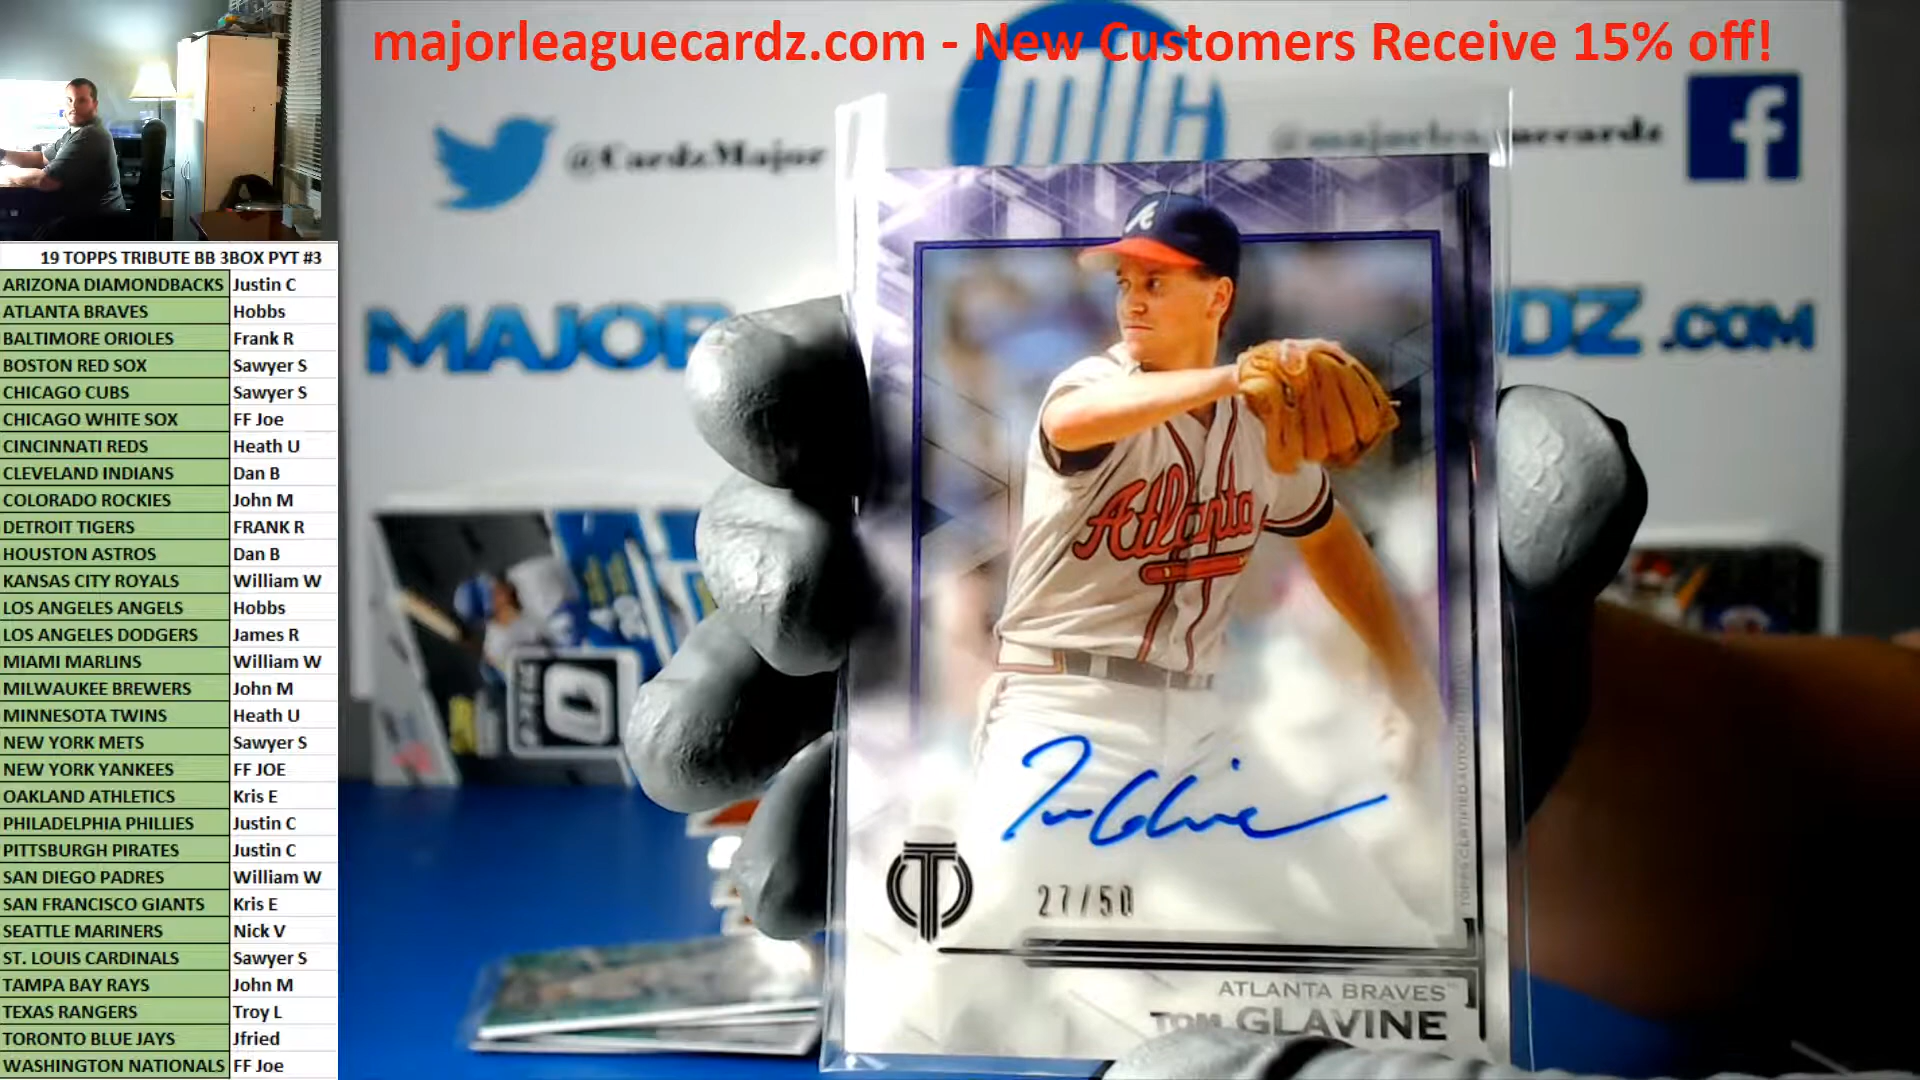 majorleaguecardz.com - New Customers Receive 15% off!
@CardzMajor
@majorleaguecardz
MAJOR
DZ .COM
19 TOPPS TRIBUTE BB 3BOX PYT #3
ARIZONA DIAMONDBACKS Justin C
ATLANTA BRAVES Hobbs
BALTIMORE ORIOLES Frank R
BOSTON RED SOX Sawyer S
CHICAGO CUBS Sawyer S
CHICAGO WHITE SOX FF Joe
CINCINNATI REDS Heath U
CLEVELAND INDIANS Dan B
COLORADO ROCKIES John M
DETROIT TIGERS FRANK R
HOUSTON ASTROS Dan B
KANSAS CITY ROYALS William W
LOS ANGELES ANGELS Hobbs
LOS ANGELES DODGERS James R
MIAMI MARLINS William W
MILWAUKEE BREWERS John M
MINNESOTA TWINS Heath U
NEW YORK METS Sawyer S
NEW YORK YANKEES FF JOE
OAKLAND ATHLETICS Kris E
PHILADELPHIA PHILLIES Justin C
PITTSBURGH PIRATES Justin C
SAN DIEGO PADRES William W
SAN FRANCISCO GIANTS Kris E
SEATTLE MARINERS Nick V
ST. LOUIS CARDINALS Sawyer S
TAMPA BAY RAYS John M
TEXAS RANGERS Troy L
TORONTO BLUE JAYS Jfried
WASHINGTON NATIONALS FF Joe
A
Atlanta
Tom Glavine
27/50
ATLANTA BRAVES™
TOM GLAVINE